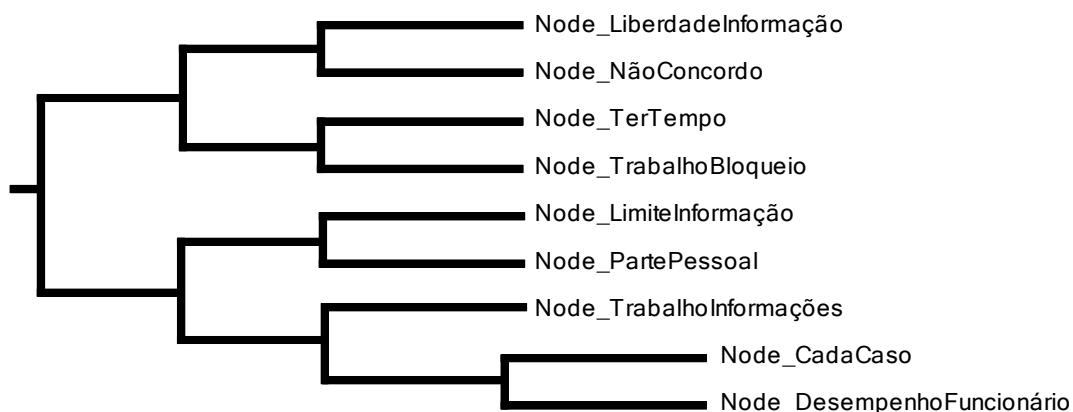 Node_LiberdadeInformação
Node_NãoConcordo
Node_TerTempo
Node_TrabalhoBloqueio
Node_LimiteInformação
Node_PartePessoal
Node_TrabalhoInformações
Node_CadaCaso
Node_DesempenhoFuncionário